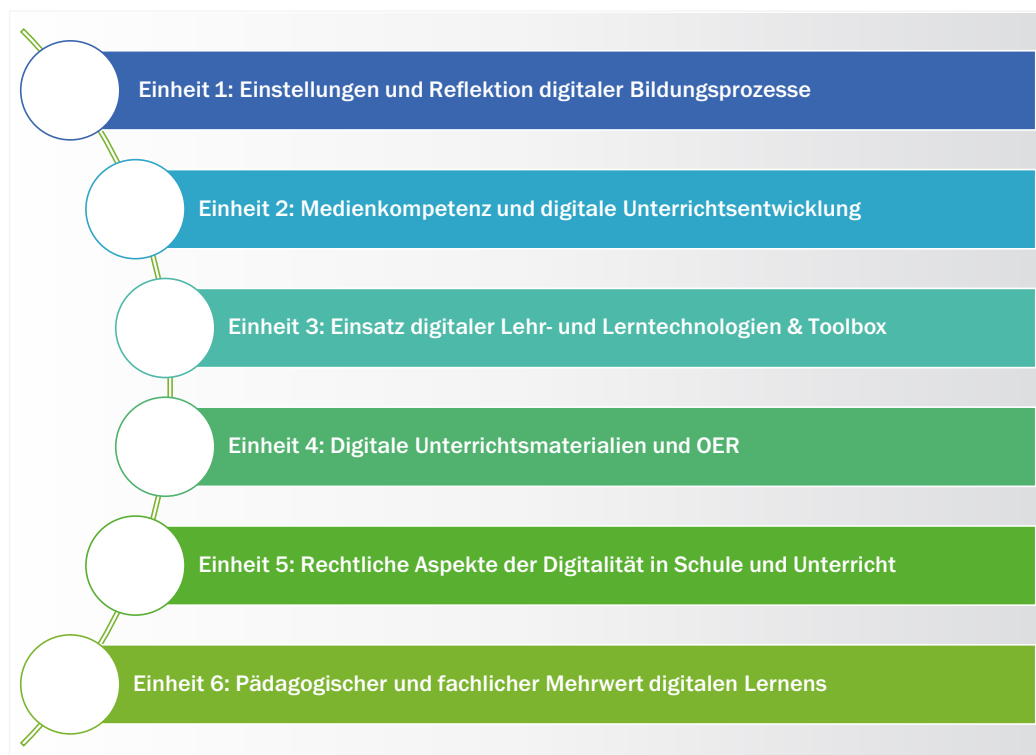 Einheit 1: Einstellungen und Reflektion digitaler Bildungsprozesse
Einheit 2: Medienkompetenz und digitale Unterrichtsentwicklung
Einheit 3: Einsatz digitaler Lehr- und Lerntechnologien & Toolbox
Einheit 4: Digitale Unterrichtsmaterialien und OER
Einheit 5: Rechtliche Aspekte der Digitalität in Schule und Unterricht
Einheit 6: Pädagogischer und fachlicher Mehrwert digitalen Lernens